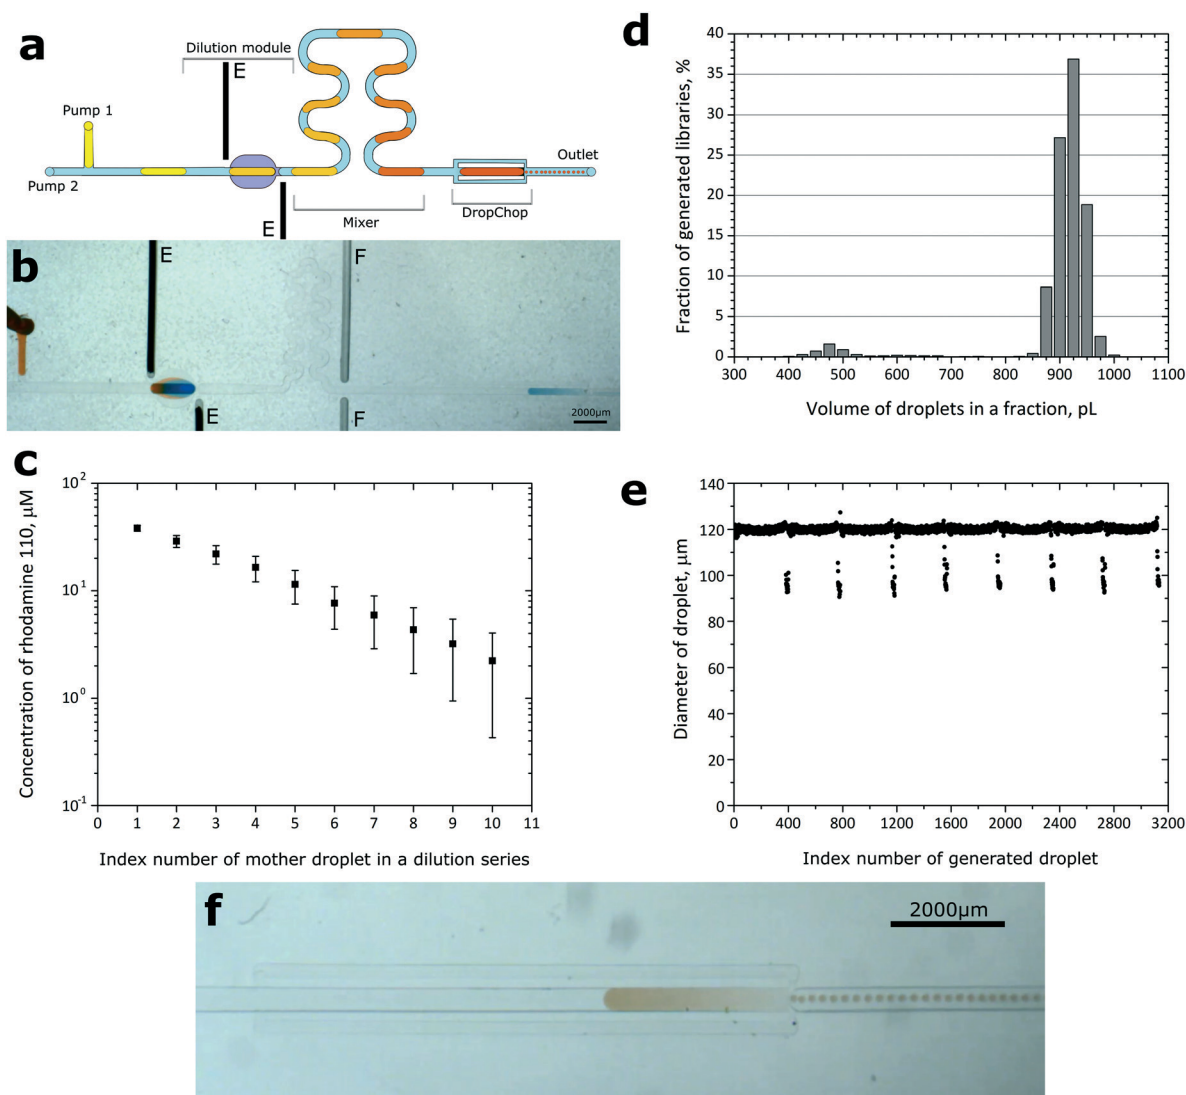 a
Dilution module
E
Pump 1
Pump 2
Outlet
E
Mixer
DropChop
b
E
F
E
F
2000µm
c
Concentration of rhodamine 110, µM
10²
10¹
10⁰
10⁻¹
0 1 2 3 4 5 6 7 8 9 10 11
Index number of mother droplet in a dilution series
d
Fraction of generated libraries, %
40
35
30
25
20
15
10
5
0
300 400 500 600 700 800 900 1000 1100
Volume of droplets in a fraction, pL
e
Diameter of droplet, µm
140
120
100
80
60
40
20
0
0 400 800 1200 1600 2000 2400 2800 3200
Index number of generated droplet
f
2000µm